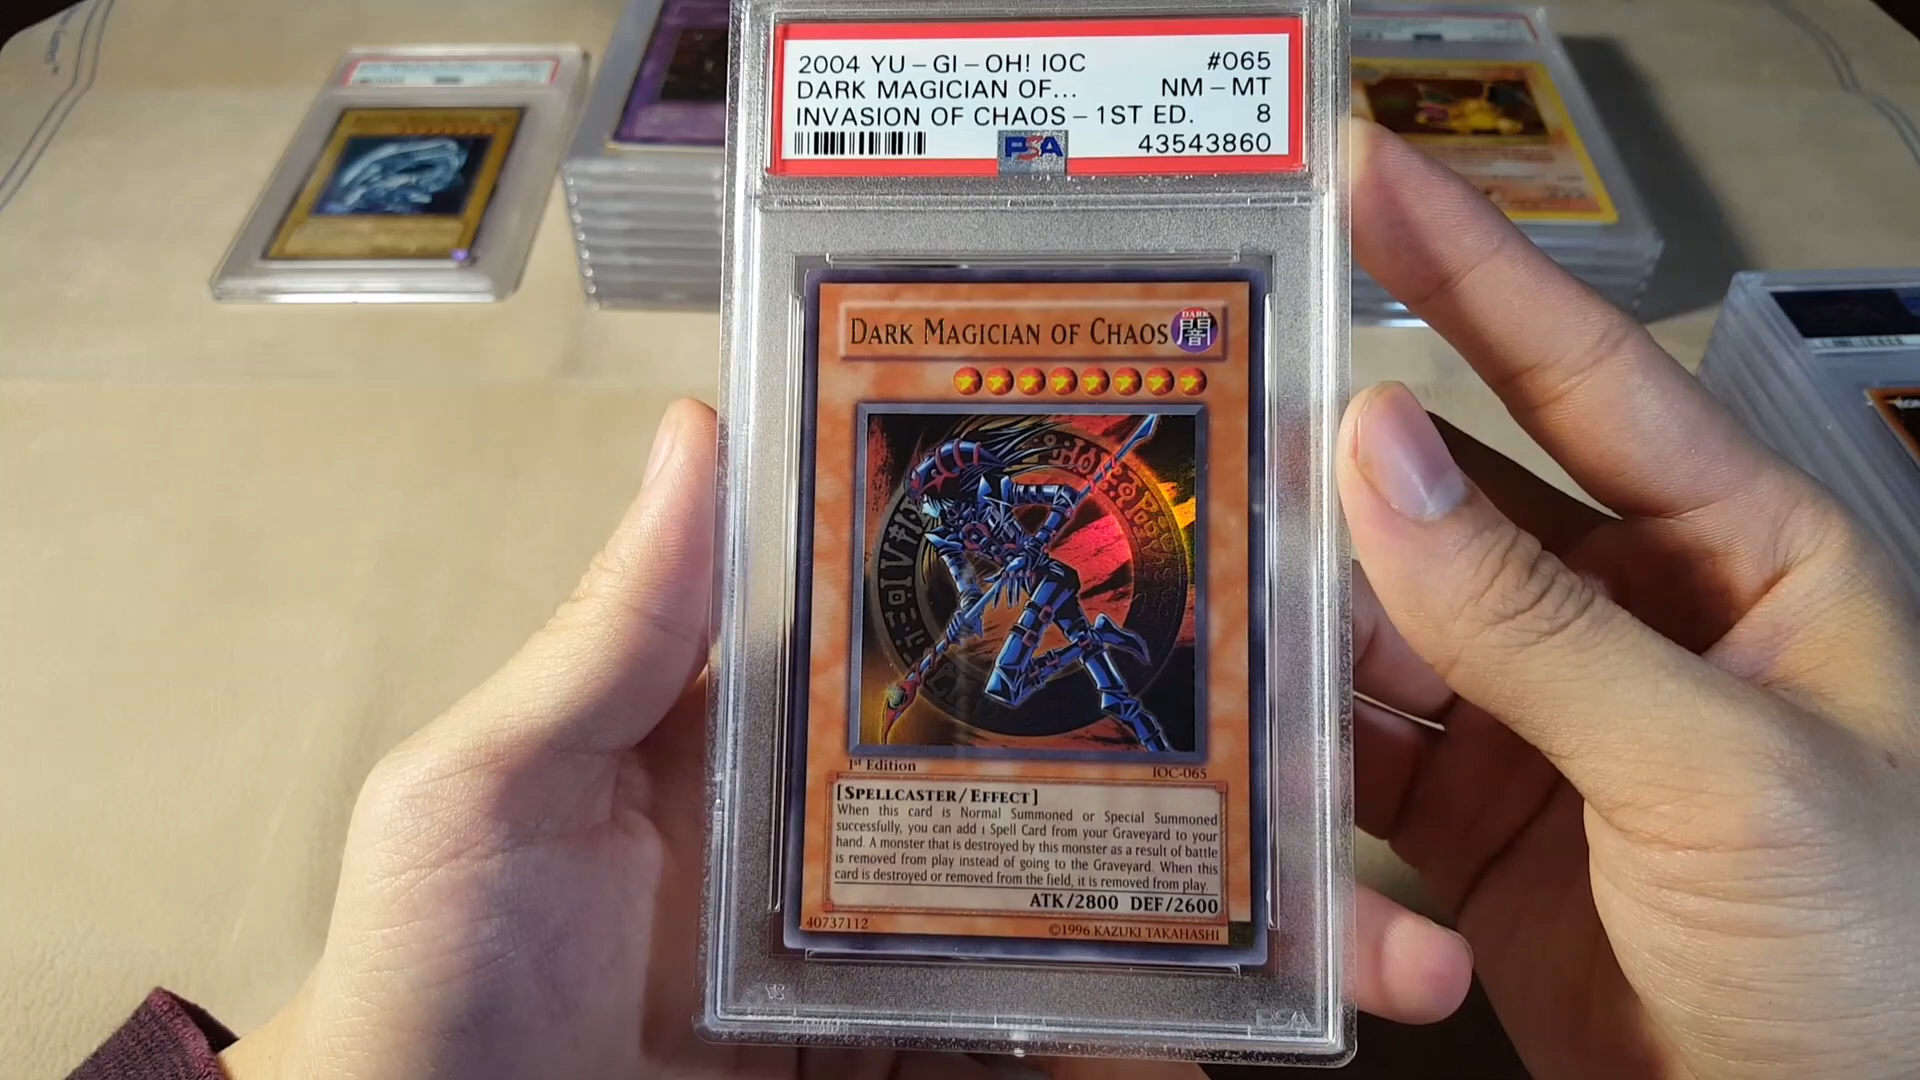 2004 YU-GI-OH! IOC #065
DARK MAGICIAN OF... NM-MT
INVASION OF CHAOS-1ST ED. 8
PSA 43543860
DARK MAGICIAN OF CHAOS
DARK
闇
1st Edition IOC-065
[SPELLCASTER/EFFECT]
When this card is Normal Summoned or Special Summoned
successfully, you can add 1 Spell Card from your Graveyard to your
hand. A monster that is destroyed by this monster as a result of battle
is removed from play instead of going to the Graveyard. When this
card is destroyed or removed from the field, it is removed from play.
ATK/2800 DEF/2600
40737112 ©1996 KAZUKI TAKAHASHI
PSA